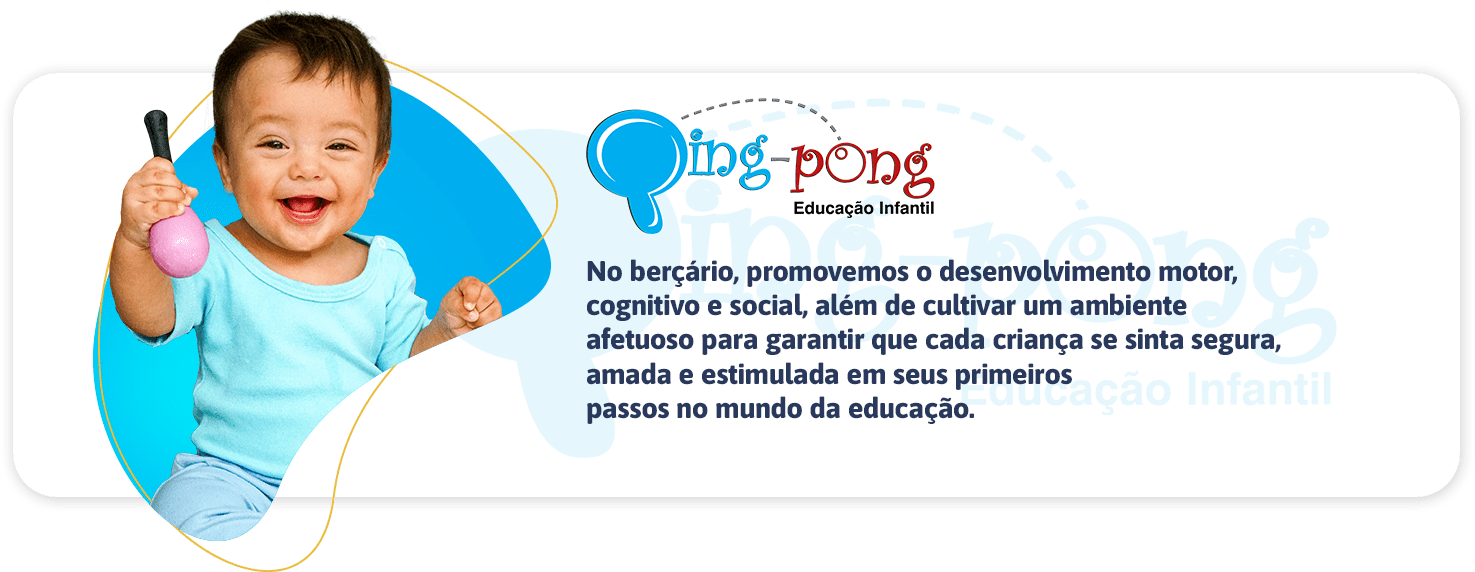 Ping-pong
Educação Infantil
No berçário, promovemos o desenvolvimento motor,
cognitivo e social, além de cultivar um ambiente
afetuoso para garantir que cada criança se sinta segura,
amada e estimulada em seus primeiros
passos no mundo da educação.
ing-pong
Educação Infantil